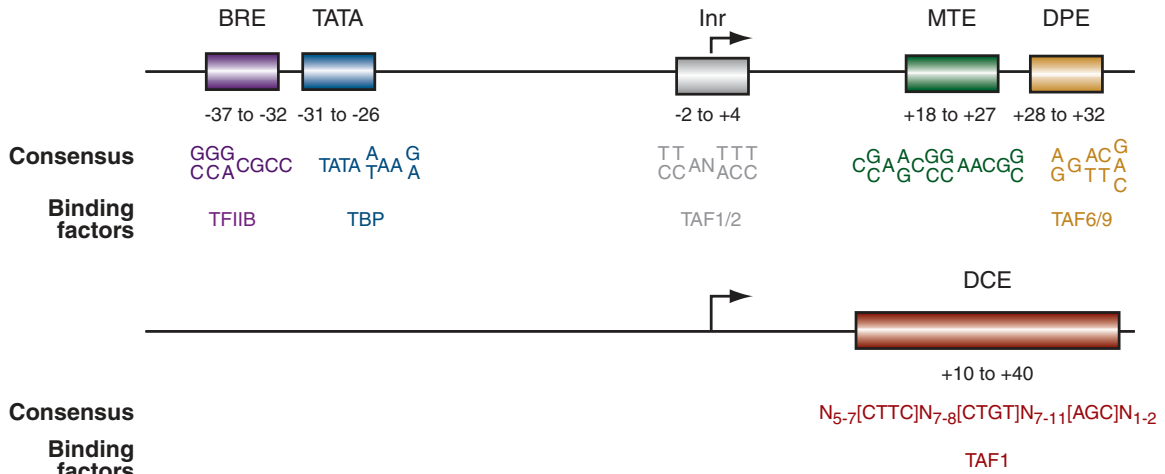 BRE TATA Inr MTE DPE
-37 to -32 -31 to -26 -2 to +4 +18 to +27 +28 to +32
GGG A G TT TTT G A CGG G A AC G
Consensus CCACGCC TATA T AA A CC AN ACC C C A G CC AACG C G G TT A C
Binding factors TFIIB TBP TAF1/2 TAF6/9
DCE
+10 to +40
Consensus N5-7[CTTC]N7-8[CTGT]N7-11[AGC]N1-2
Binding
factors TAF1